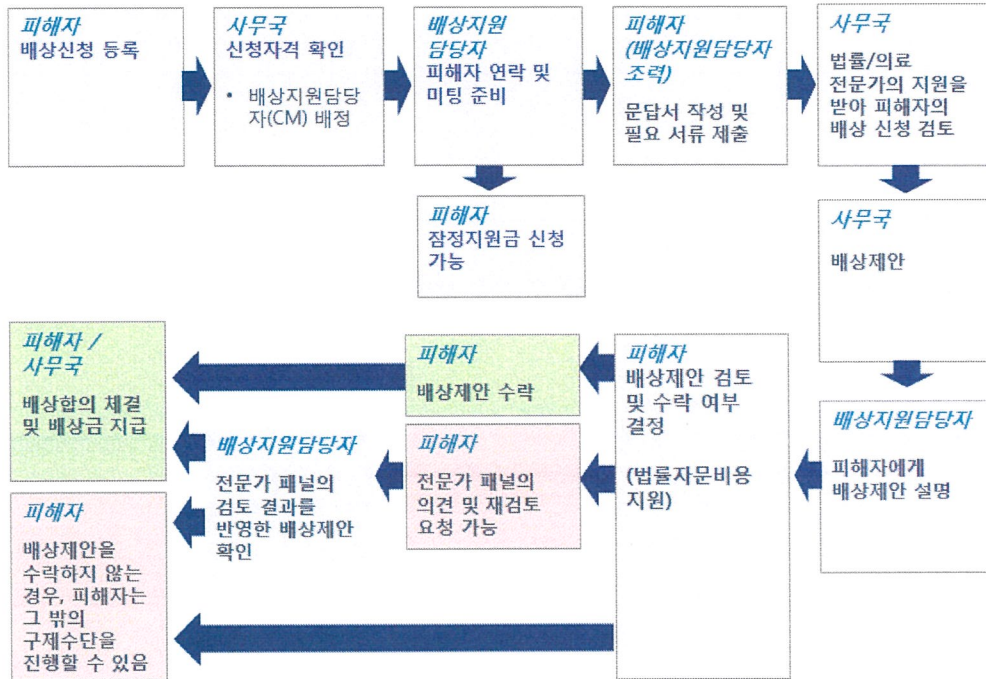 피해자
배상신청 등록
사무국
신청자격 확인
• 배상지원담당
자(CM) 배정
배상지원
담당자
피해자 연락 및
미팅 준비
피해자
(배상지원담당자
조력)
문답서 작성 및
필요 서류 제출
사무국
법률/의료
전문가의 지원을
받아 피해자의
배상 신청 검토
피해자
잠정지원금 신청
가능
사무국
배상제안
배상지원담당자
피해자에게
배상제안 설명
피해자
배상제안 검토
및 수락 여부
결정
(법률자문비용
지원)
피해자
배상제안 수락
피해자 /
사무국
배상합의 체결
및 배상금 지급
피해자
전문가 패널의
의견 및 재검토
요청 가능
배상지원담당자
전문가 패널의
검토 결과를
반영한 배상제안
확인
피해자
배상제안을
수락하지 않는
경우, 피해자는
그 밖의
구제수단을
진행할 수 있음